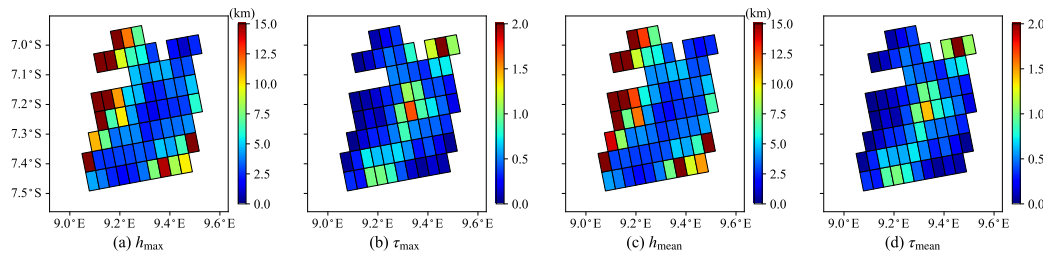 (km) (km)
15.0 2.0 15.0 2.0
7.0°S 12.5 12.5
7.1°S 1.5 1.5
10.0 10.0
7.2°S 7.5 1.0 7.5 1.0
7.3°S 5.0 5.0
7.4°S 0.5 0.5
2.5 2.5
7.5°S 0.0 0.0 0.0 0.0
9.0°E 9.2°E 9.4°E 9.6°E 9.0°E 9.2°E 9.4°E 9.6°E 9.0°E 9.2°E 9.4°E 9.6°E 9.0°E 9.2°E 9.4°E 9.6°E
(a) hmax (b) τmax (c) hmean (d) τmean